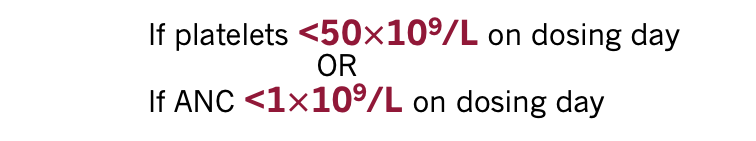 If platelets <50×10⁹/L on dosing day
OR
If ANC <1×10⁹/L on dosing day